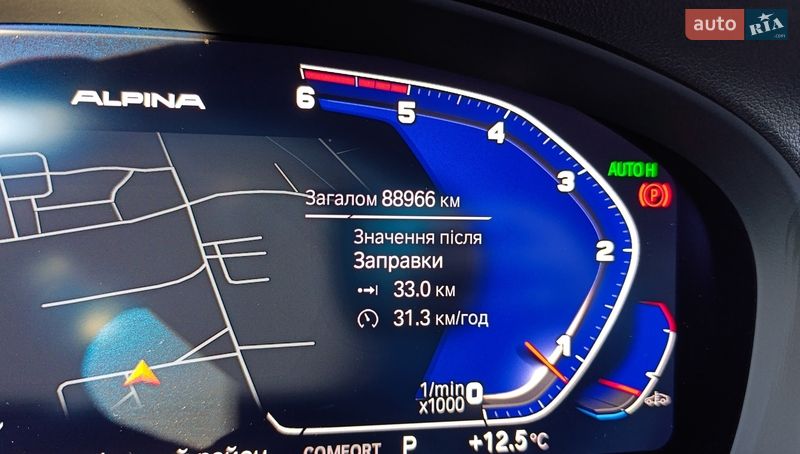 auto RIA .com
ALPINA
6 5 4 3 2 1 0
AUTO H
P
Загалом 88966 км
Значення після
Заправки
33.0 км
31.3 км/год
1/min
x1000
COMFORT P +12.5°C